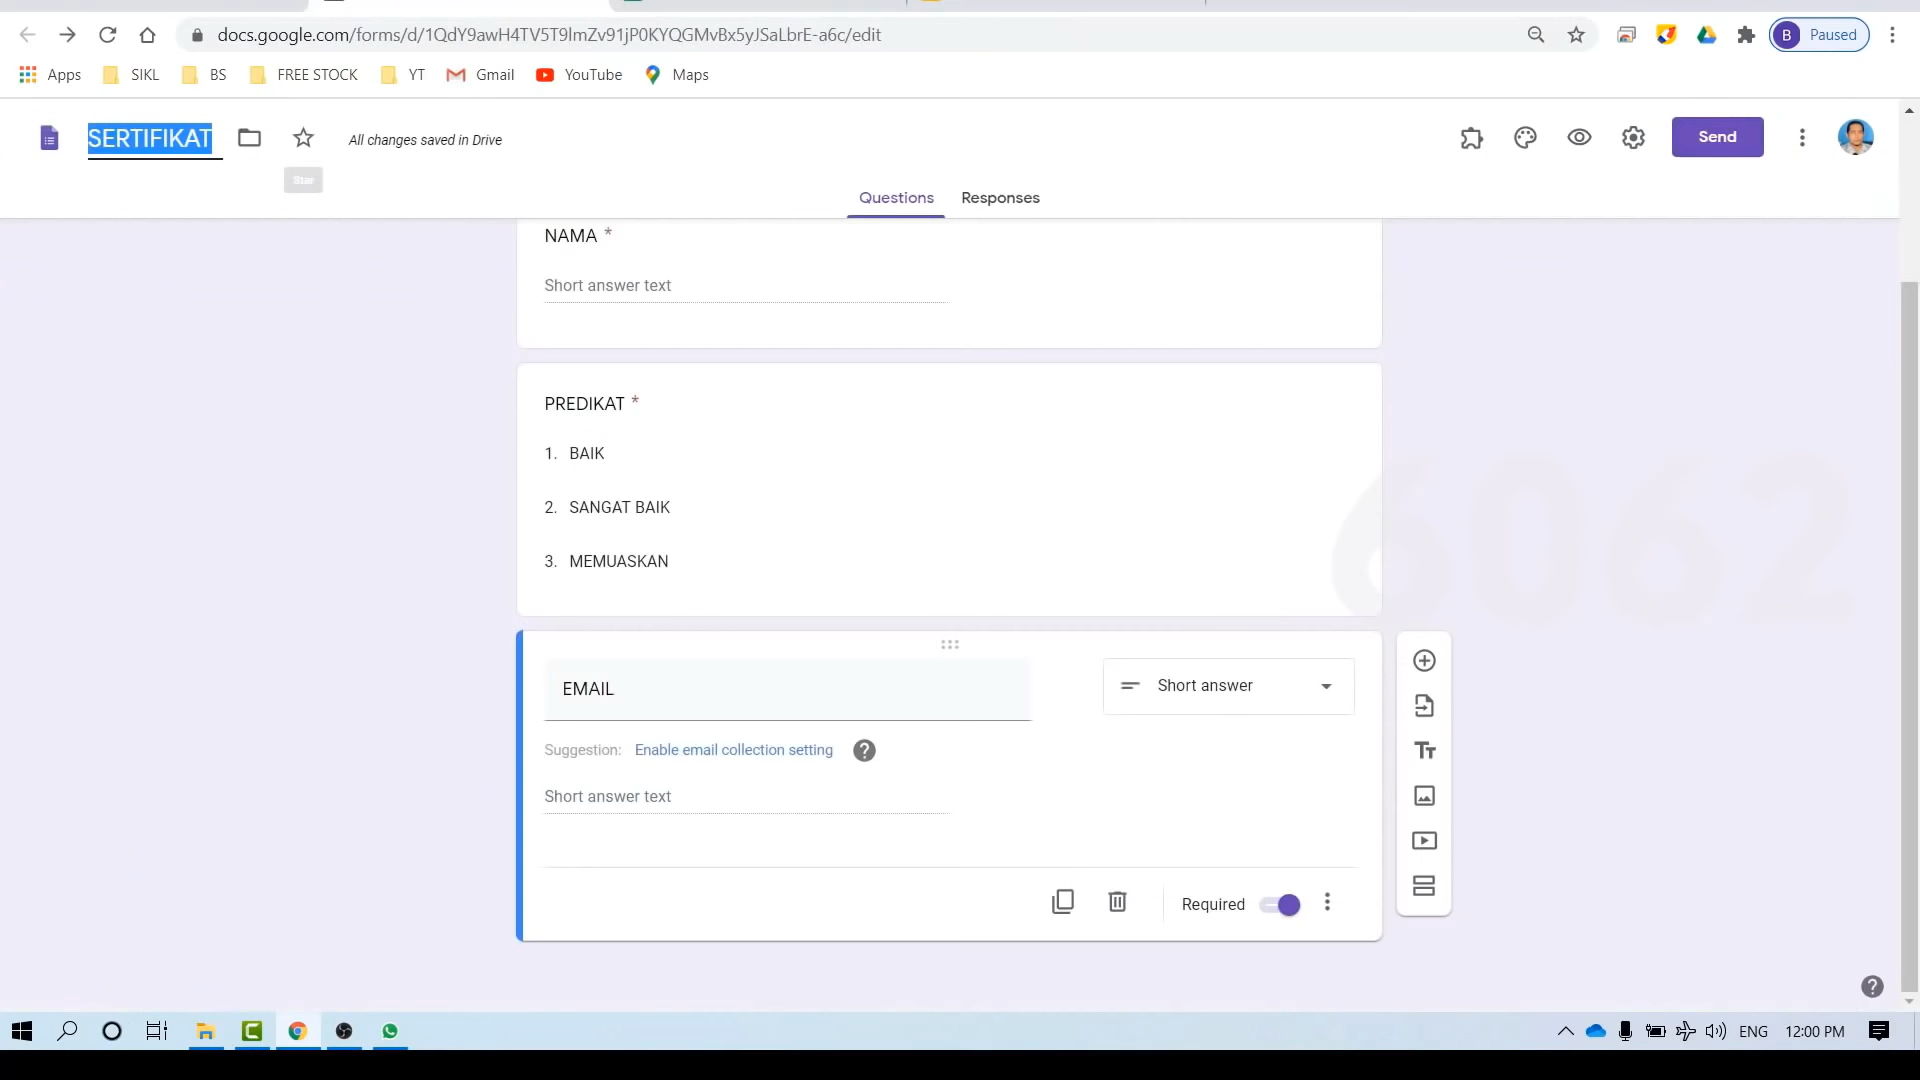 docs.google.com/forms/d/1QdY9awH4TV5T9lmZv91jP0KYQGMvBx5yJSaLbrE-a6c/edit
B Paused
Apps SIKL BS FREE STOCK YT Gmail YouTube Maps
SERTIFIKAT All changes saved in Drive Send
Star
Questions Responses
NAMA *
Short answer text
PREDIKAT *
1. BAIK
2. SANGAT BAIK
3. MEMUASKAN
6062
EMAIL
Short answer
Suggestion: Enable email collection setting
Short answer text
Required
ENG 12:00 PM